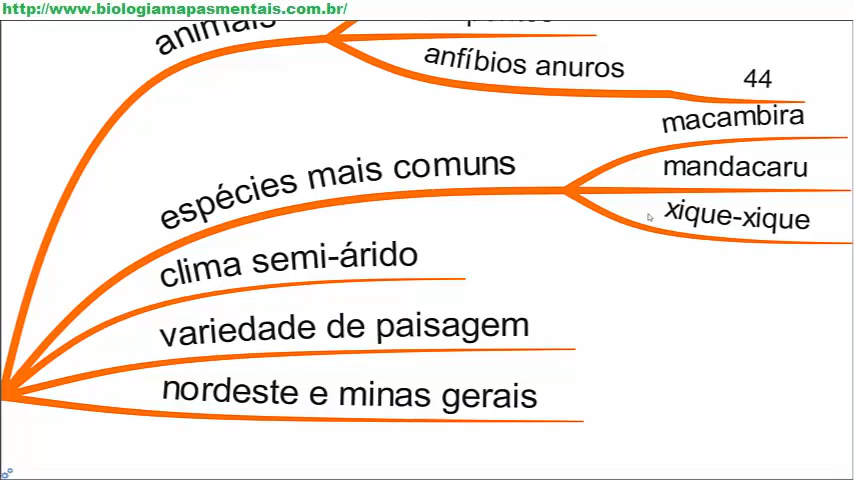 http://www.biologiamapasmentais.com.br/
animais
anfíbios anuros
44
espécies mais comuns
macambira
mandacaru
xique-xique
clima semi-árido
variedade de paisagem
nordeste e minas gerais